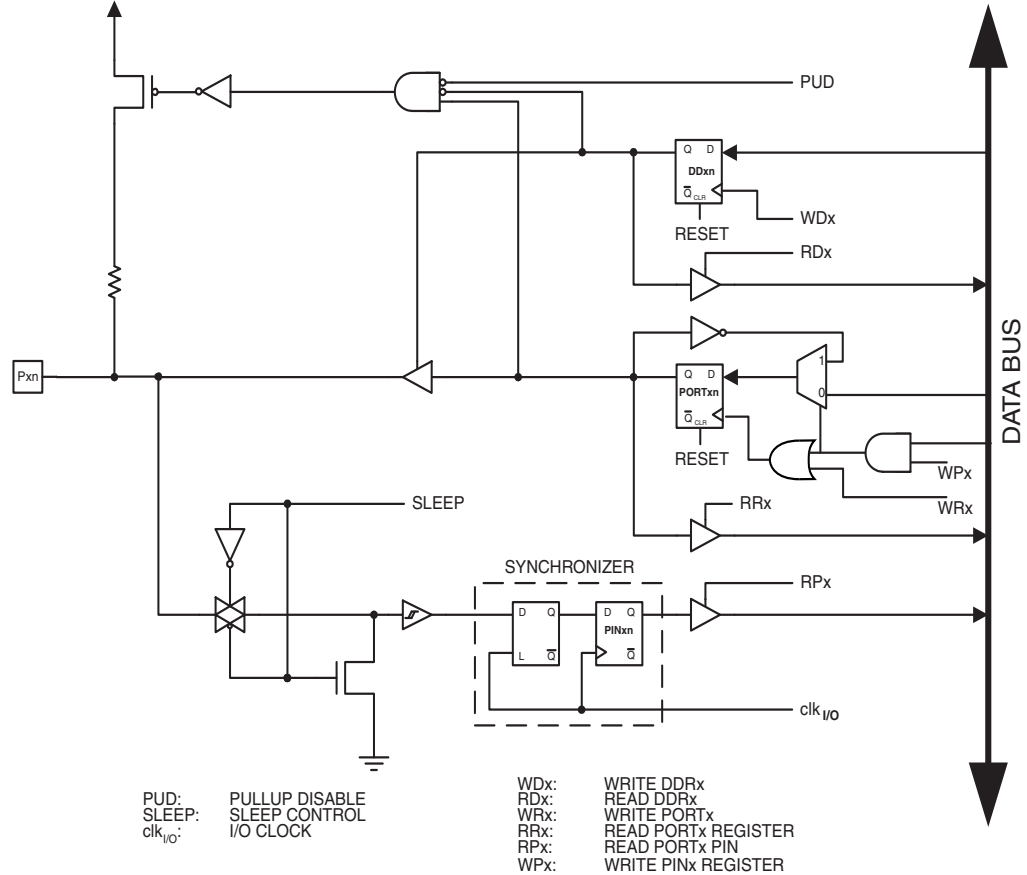 PUD
Q D
DDxn
Q CLR
WDx
RESET
RDx
Pxn
1
Q D
PORTxn
0
Q CLR
RESET
WPx
WRx
RRx
DATA BUS
SLEEP
SYNCHRONIZER
RPx
D Q
L Q
D Q
PINxn
Q
clk I/O
PUD: PULLUP DISABLE
SLEEP: SLEEP CONTROL
clk I/O: I/O CLOCK
WDx: WRITE DDRx
RDx: READ DDRx
WRx: WRITE PORTx
RRx: READ PORTx REGISTER
RPx: READ PORTx PIN
WPx: WRITE PINx REGISTER